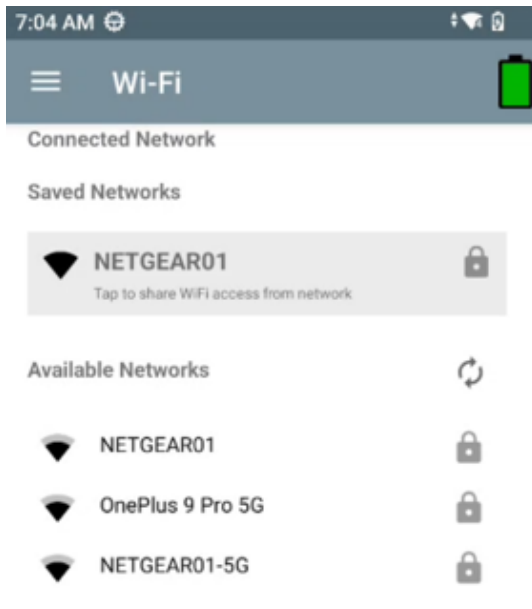 7:04 AM
Wi-Fi
Connected Network
Saved Networks
NETGEAR01
Tap to share WiFi access from network
Available Networks
NETGEAR01
OnePlus 9 Pro 5G
NETGEAR01-5G